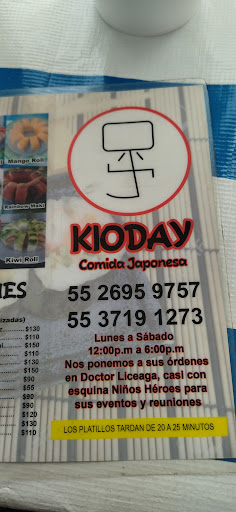 Mango Roll
Rainbow Maki
Kiwi Roll
KIODAY
Comida Japonesa
55 2695 9757
55 3719 1273
Lunes a Sábado
12:00p.m a 6:00p.m
Nos ponemos a sus órdenes
en Doctor Liceaga, casi con
esquina Niños Héroes para
sus eventos y reuniones
LOS PLATILLOS TARDAN DE 20 A 25 MINUTOS
$130
$110
$150
$110
$130
$150
$90
$55
$80
$90
$120
$130
$110